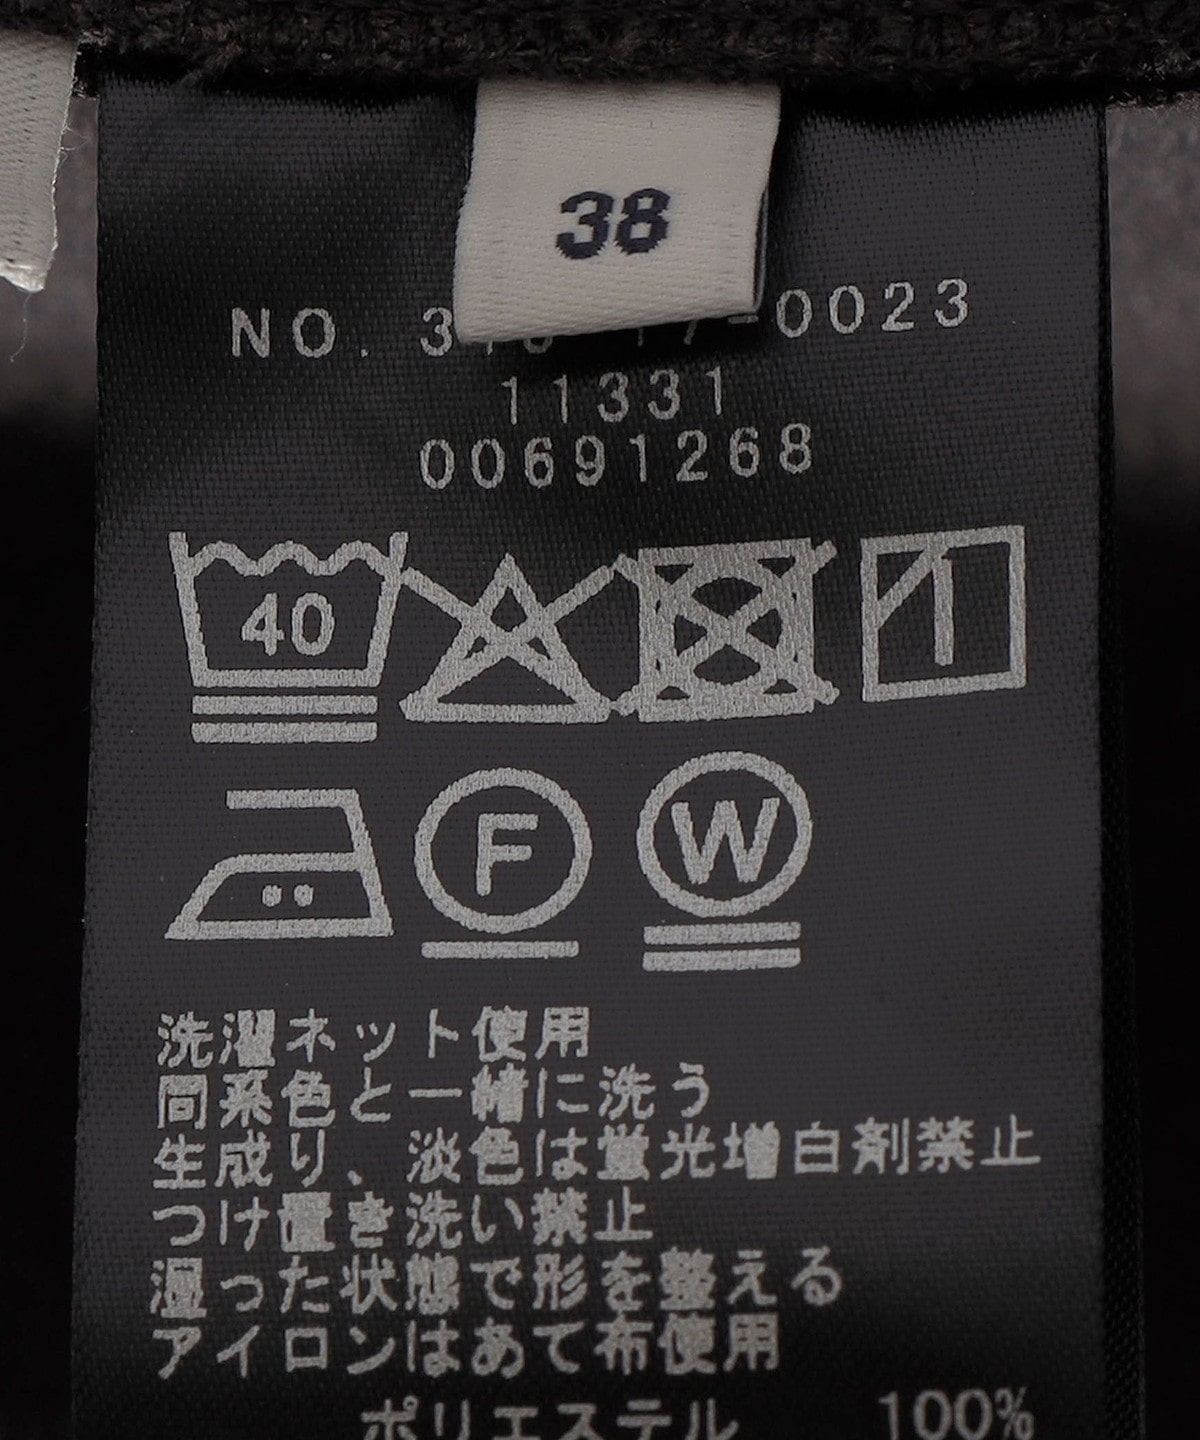 38
NO. 3 0023
11331
00691268
40
F
W
洗濯ネット使用
同系色と一緒に洗う
生成り、淡色は蛍光増白剤禁止
つけ置き洗い禁止
湿った状態で形を整える
アイロンはあて布使用
ポリエステル 100%